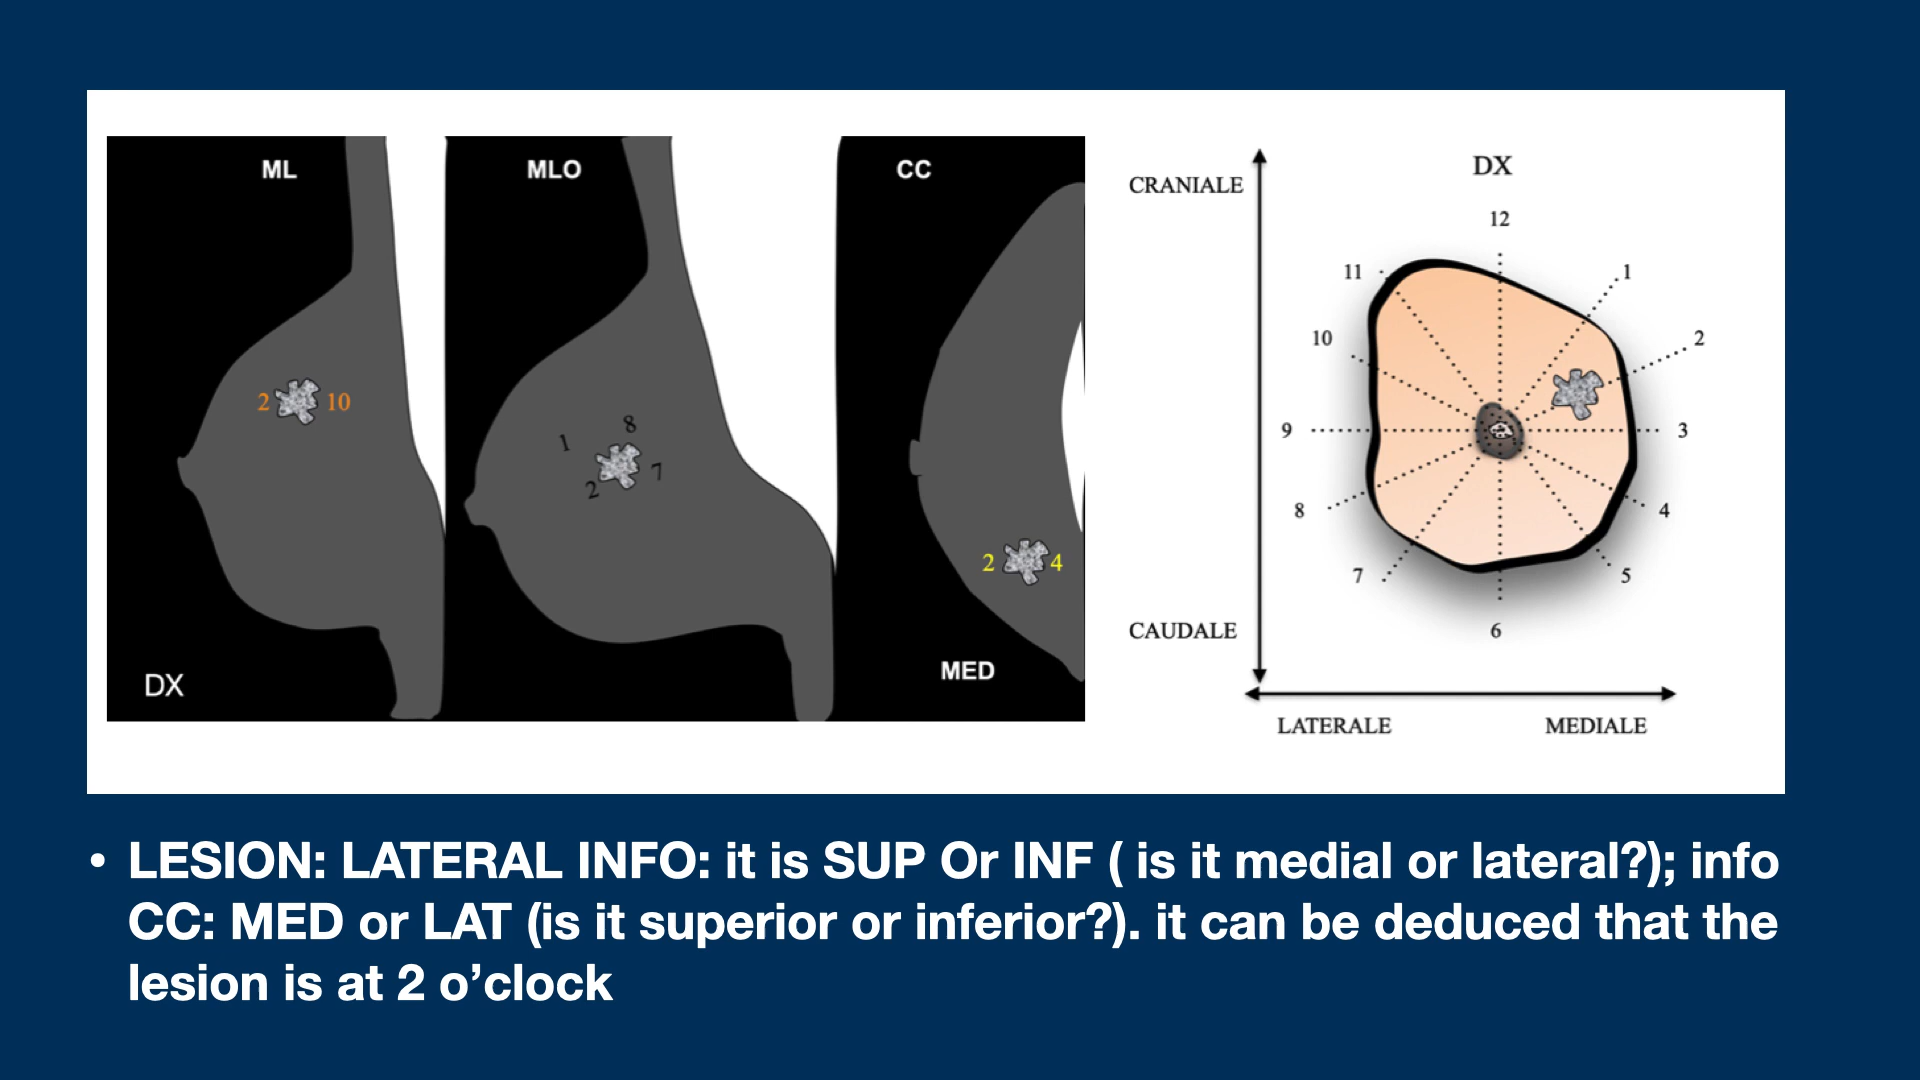 ML
MLO
CC
2 10
1
8
7
2
2 4
MED
DX
DX
CRANIALE
12
11
1
10
2
9
3
8
4
7
5
6
CAUDALE
LATERALE
MEDIALE
• LESION: LATERAL INFO: it is SUP Or INF ( is it medial or lateral?); info
CC: MED or LAT (is it superior or inferior?). it can be deduced that the
lesion is at 2 o’clock